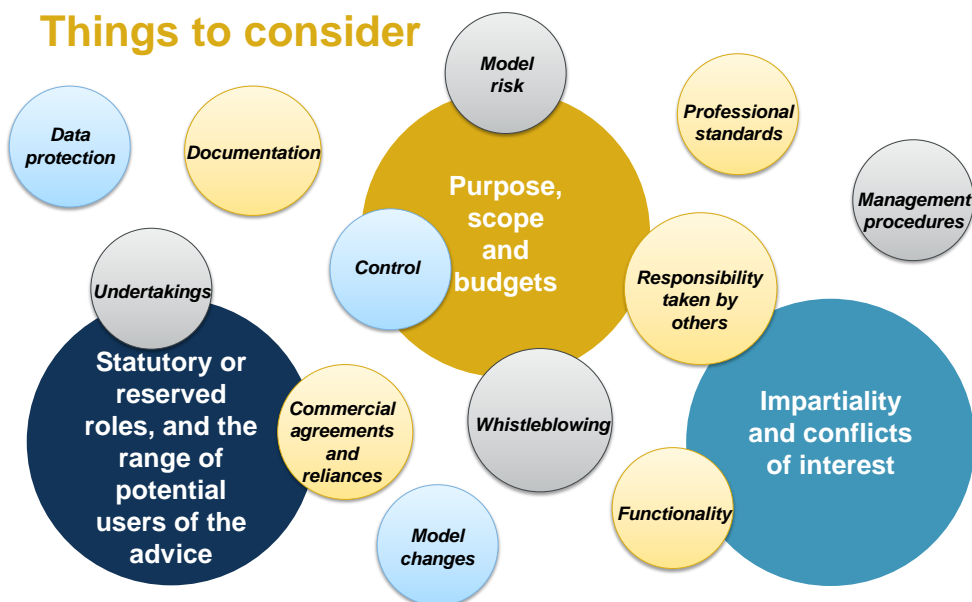 Things to consider
Model
risk
Professional
standards
Data
protection
Documentation
Management
procedures
Purpose,
scope
and
budgets
Control
Responsibility
taken by
others
Undertakings
Statutory or
reserved
roles, and the
range of
potential
users of the
advice
Commercial
agreements
and
reliances
Whistleblowing
Impartiality
and conflicts
of interest
Functionality
Model
changes